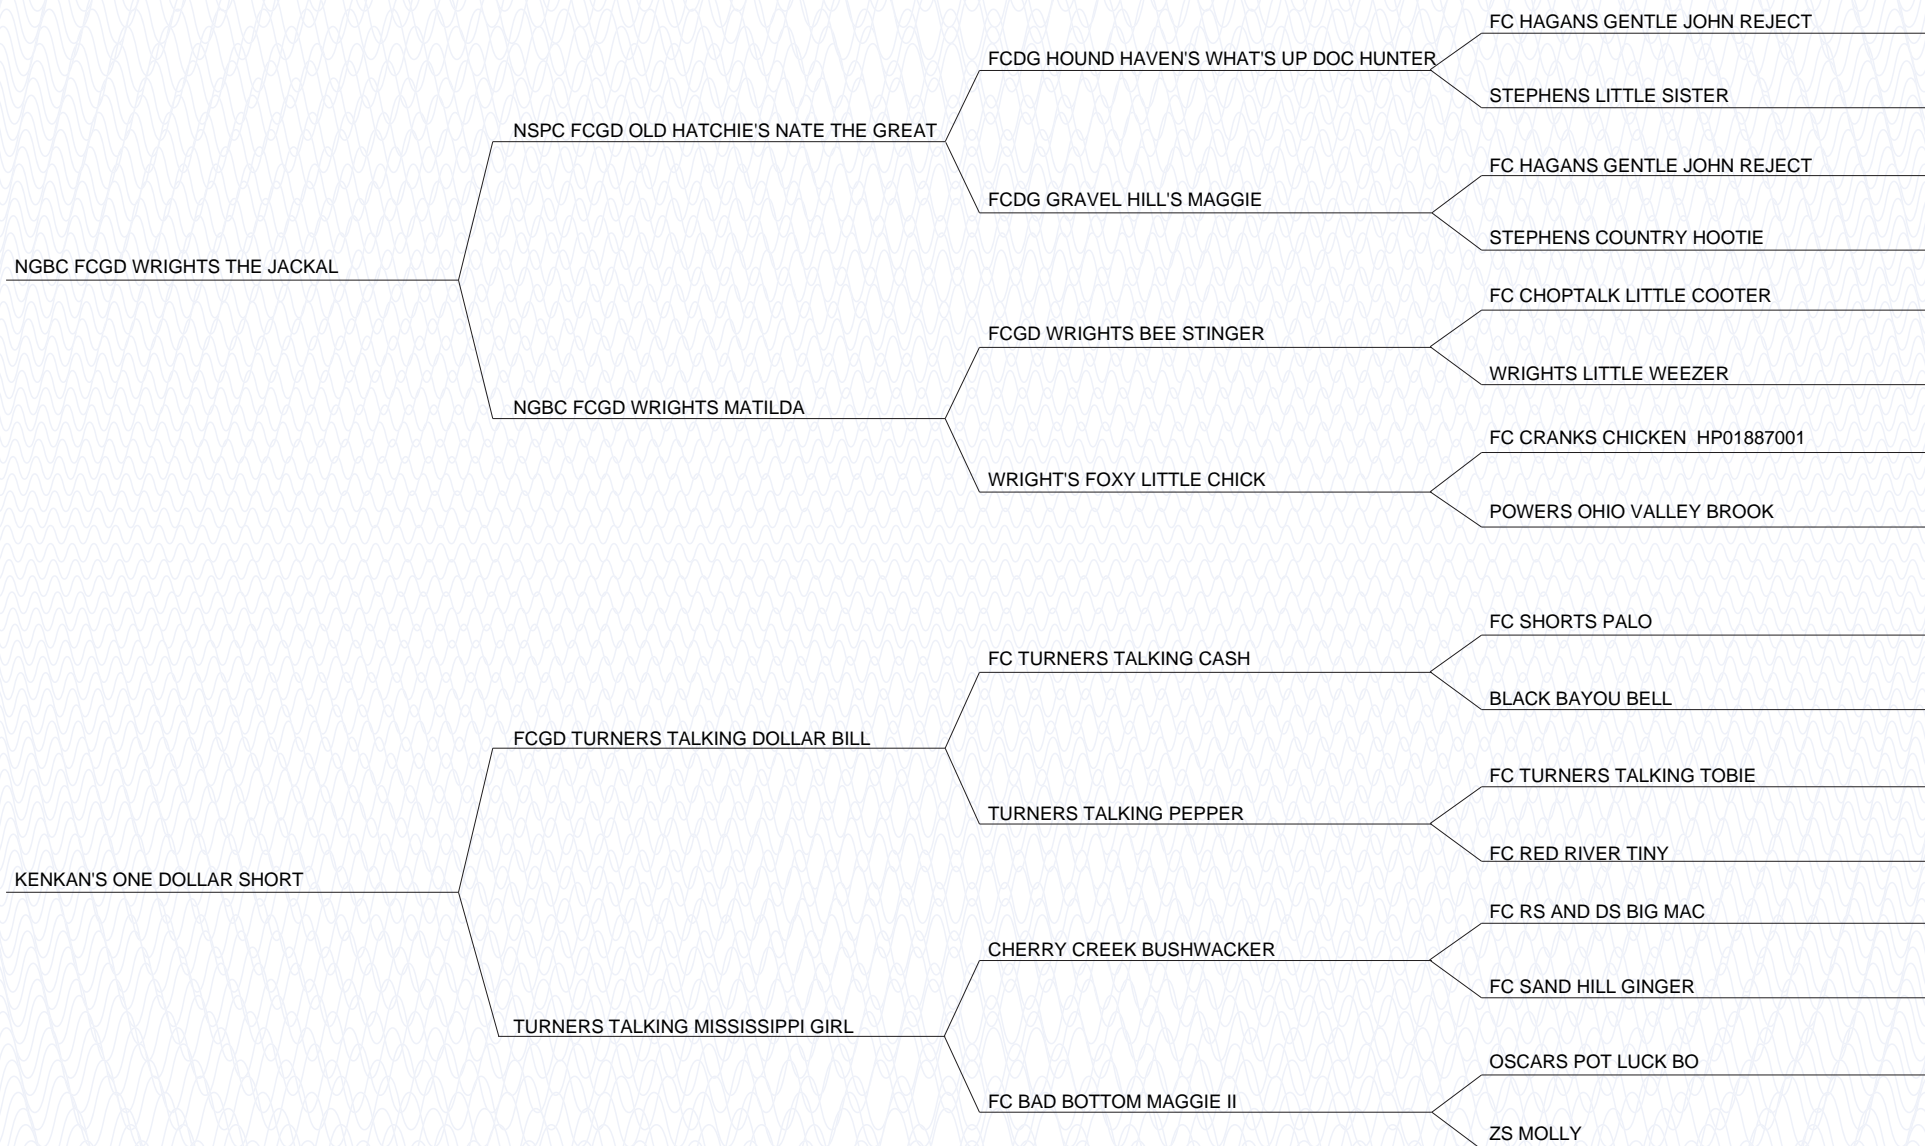 FC HAGANS GENTLE JOHN REJECT
FCDG HOUND HAVEN'S WHAT'S UP DOC HUNTER
STEPHENS LITTLE SISTER
NSPC FCGD OLD HATCHIE'S NATE THE GREAT
FC HAGANS GENTLE JOHN REJECT
FCDG GRAVEL HILL'S MAGGIE
STEPHENS COUNTRY HOOTIE
NGBC FCGD WRIGHTS THE JACKAL
FC CHOPTALK LITTLE COOTER
FCGD WRIGHTS BEE STINGER
WRIGHTS LITTLE WEEZER
NGBC FCGD WRIGHTS MATILDA
FC CRANKS CHICKEN  HP01887001
WRIGHT'S FOXY LITTLE CHICK
POWERS OHIO VALLEY BROOK
FC SHORTS PALO
FC TURNERS TALKING CASH
BLACK BAYOU BELL
FCGD TURNERS TALKING DOLLAR BILL
FC TURNERS TALKING TOBIE
TURNERS TALKING PEPPER
FC RED RIVER TINY
KENKAN'S ONE DOLLAR SHORT
FC RS AND DS BIG MAC
CHERRY CREEK BUSHWACKER
FC SAND HILL GINGER
TURNERS TALKING MISSISSIPPI GIRL
OSCARS POT LUCK BO
FC BAD BOTTOM MAGGIE II
ZS MOLLY